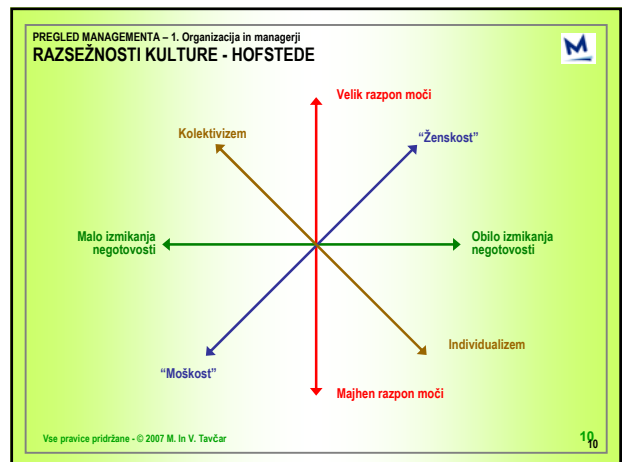 PREGLED MANAGEMENTA – 1. Organizacija in managerji
RAZSEŽNOSTI KULTURE - HOFSTEDE
M
Velik razpon moči
Kolektivizem
“Ženskost”
Malo izmikanja
negotovosti
Obilo izmikanja
negotovosti
Individualizem
“Moškost”
Majhen razpon moči
Vse pravice pridržane - © 2007 M. In V. Tavčar
10
10